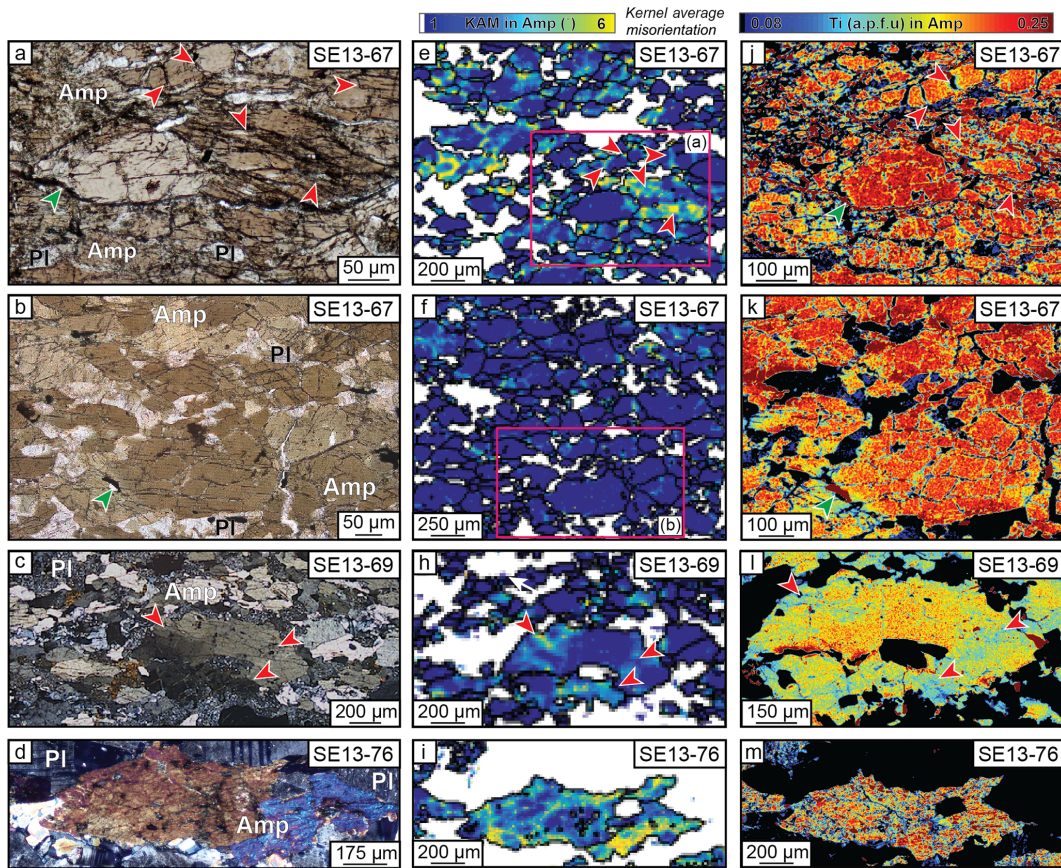 1 KAM in Amp (°) 6 Kernel average
misorientation
0.08 Ti (a.p.f.u) in Amp 0.25
a SE13-67
Amp
Pl Amp Pl
50 µm
e SE13-67
(a)
200 µm
j SE13-67
100 µm
b Amp SE13-67
Pl
Amp
Pl
50 µm
f SE13-67
(b)
250 µm
k SE13-67
100 µm
c SE13-69
Pl
Amp
200 µm
h SE13-69
200 µm
l SE13-69
150 µm
d SE13-76
Pl
Pl
Amp
175 µm
i SE13-76
200 µm
m SE13-76
200 µm